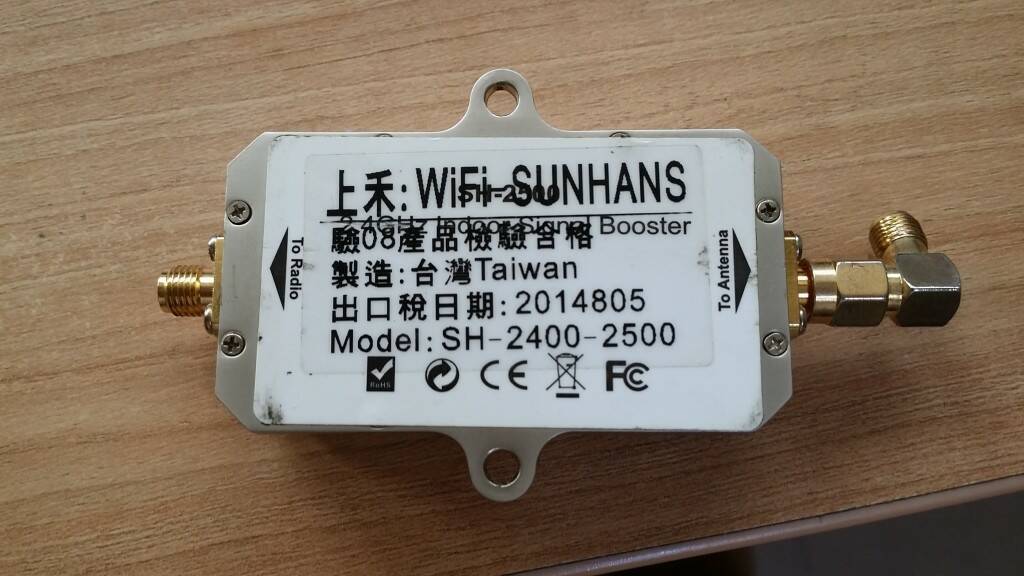 上禾: WiFi-SUNHANS
SH-2500
2.4GHz Indoor Signal Booster
驗08產品檢驗合格
製造:台灣Taiwan
出口稅日期:2014805
Model:SH-2400-2500
To Radio
To Antenna
RoHS
CE
FC